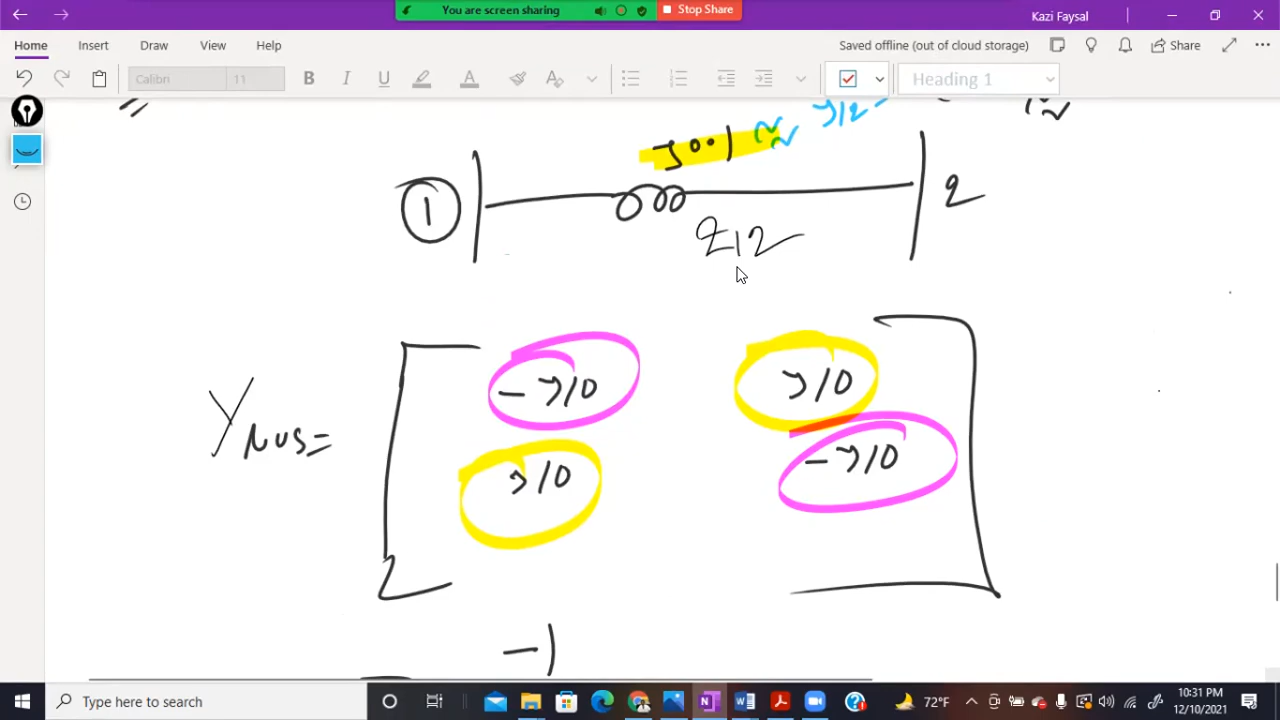 You are screen sharing
Stop Share
Kazi Faysal
Home Insert Draw View Help
Saved offline (out of cloud storage)
Share
Calibri 11 B I U A Heading 1
y12
j0.1
1
2
Z12
-j10 j10
YBUS=
j10 -j10
-1
Type here to search
72°F
10:31 PM
12/10/2021